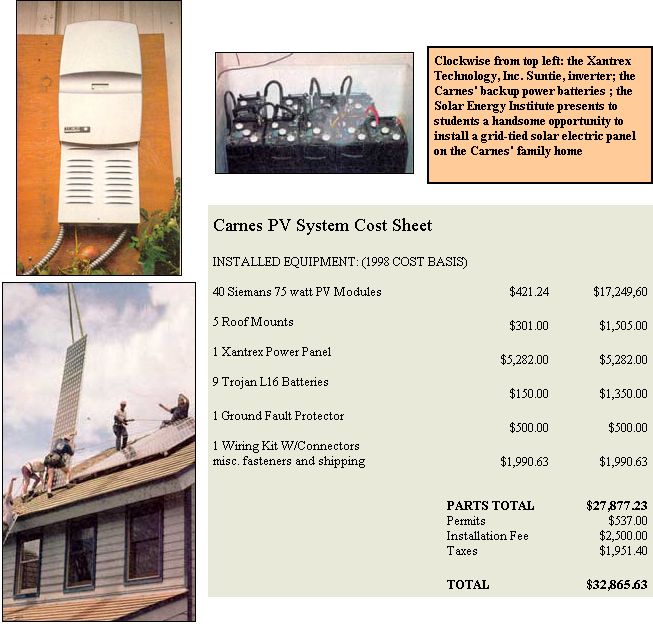 Clockwise from top left: the Xantrex
Technology, Inc. Suntie, inverter; the
Carnes' backup power batteries ; the
Solar Energy Institute presents to
students a handsome opportunity to
install a grid-tied solar electric panel
on the Carnes' family home
Carnes PV System Cost Sheet
INSTALLED EQUIPMENT: (1998 COST BASIS)
40 Siemans 75 watt PV Modules $421.24 $17,249,60
5 Roof Mounts $301.00 $1,505.00
1 Xantrex Power Panel $5,282.00 $5,282.00
9 Trojan L16 Batteries $150.00 $1,350.00
1 Ground Fault Protector $500.00 $500.00
1 Wiring Kit W/Connectors
misc. fasteners and shipping $1,990.63 $1,990.63
PARTS TOTAL $27,877.23
Permits $537.00
Installation Fee $2,500.00
Taxes $1,951.40
TOTAL $32,865.63